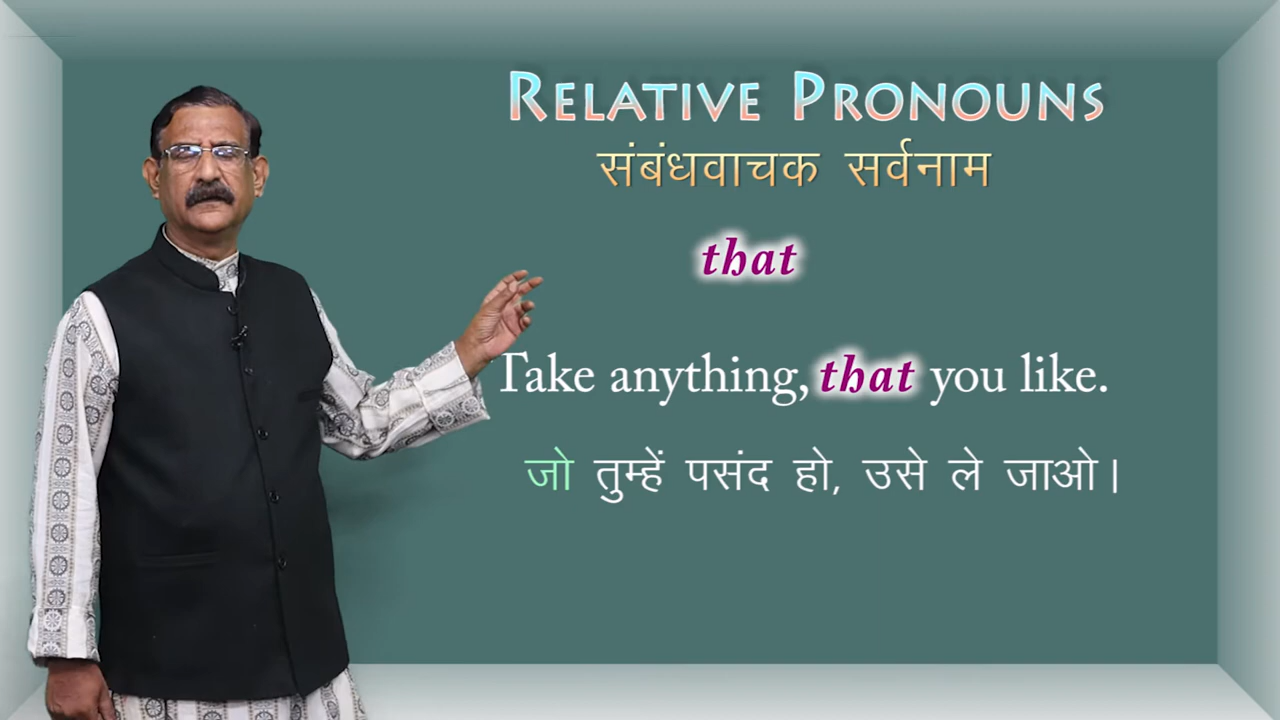 RELATIVE PRONOUNS
संबंधवाचक सर्वनाम
that
Take anything, that you like.
जो तुम्हें पसंद हो, उसे ले जाओ।